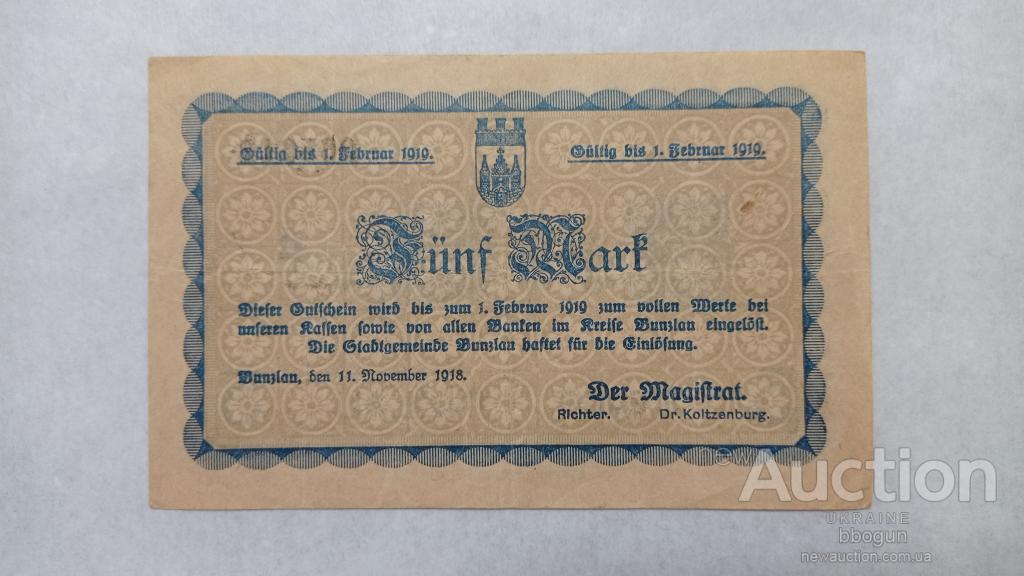 Gültig bis 1. Februar 1919.
Gültig bis 1. Februar 1919.
Fünf Mark
Dieser Gutschein wird bis zum 1. Februar 1919 zum vollen Werte bei
unseren Kassen sowie von allen Banken im Kreise Bunzlau eingelöst.
Die Stadtgemeinde Bunzlau haftet für die Einlösung.
Bunzlau, den 11. November 1918.
Der Magistrat.
Richter. Dr. Koltzenburg.
Auction
UKRAINE
bbogun
newauction.com.ua